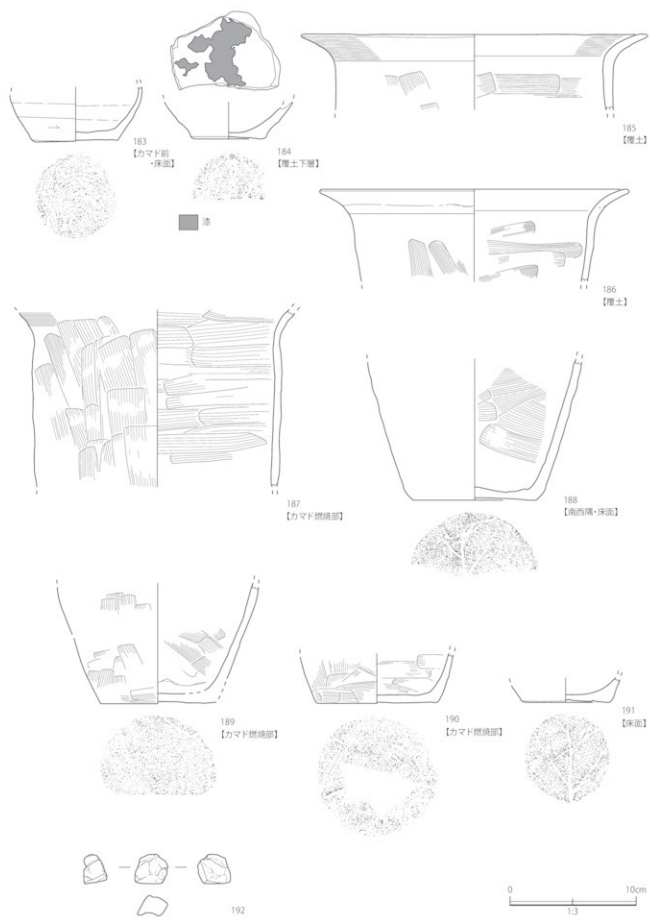 183
【カマド前
・床面】
184
【覆土下層】
漆
185
【覆土】
186
【覆土】
187
【カマド燃焼部】
188
【南西隅・床面】
189
【カマド燃焼部】
190
【カマド燃焼部】
191
【床面】
192
0 10cm
1:3